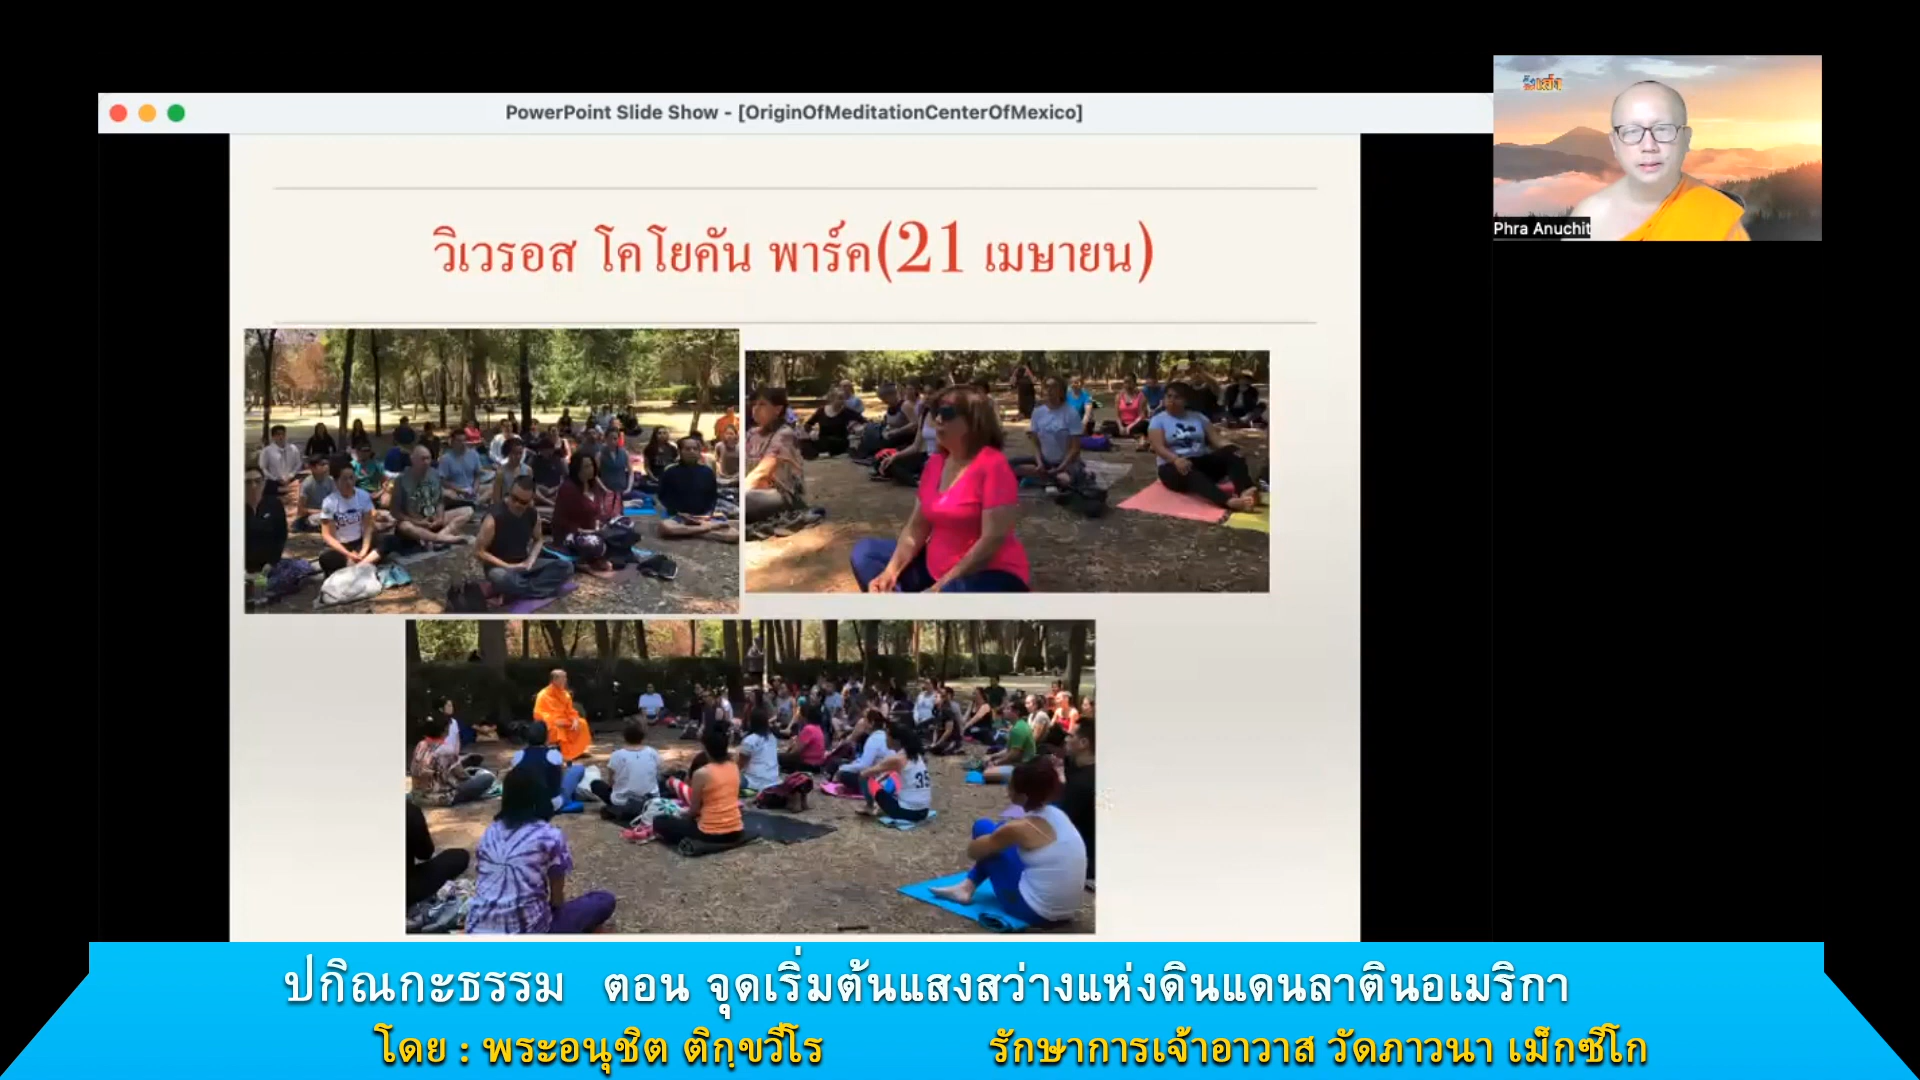 PowerPoint Slide Show - [OriginOfMeditationCenterOfMexico]
Phra Anuchit
วิเวรอส โคโยคัน พาร์ค(21 เมษายน)
35
ปกิณกะธรรม ตอน จุดเริ่มต้นแสงสว่างแห่งดินแดนลาตินอเมริกา
โดย : พระอนุชิต ติกฺขวีโร รักษาการเจ้าอาวาส วัดภาวนา เม็กซิโก